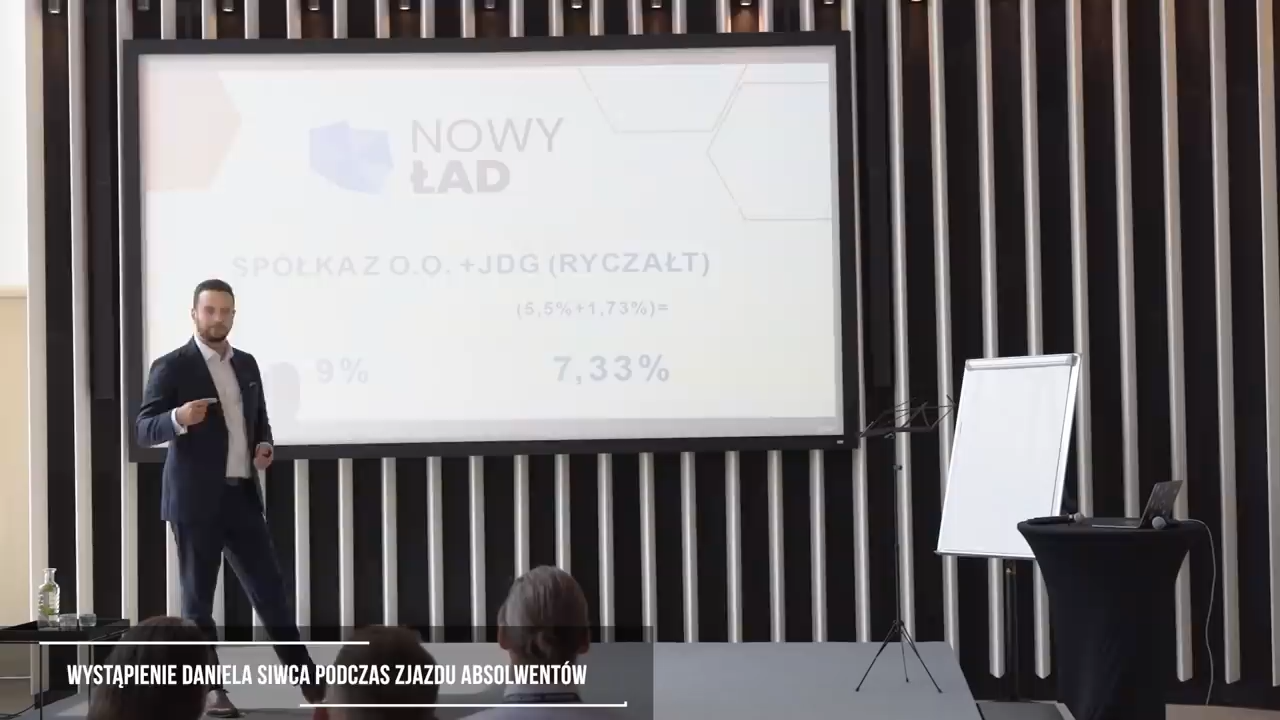 NOWY
ŁAD
SPÓŁKA Z O.O. +JDG (RYCZAŁT)
(5,5%+1,73%)=
9%
7,33%
WYSTĄPIENIE DANIELA SIWCA PODCZAS ZJAZDU ABSOLWENTÓW